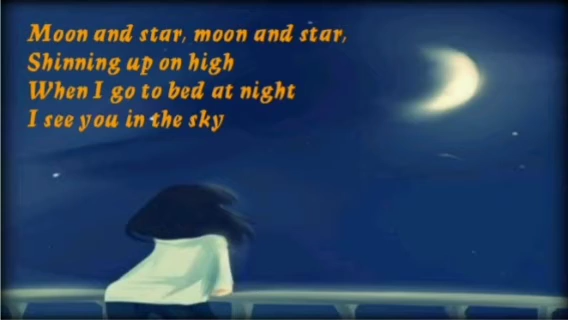 Moon and star, moon and star,
Shinning up on high
When I go to bed at night
I see you in the sky